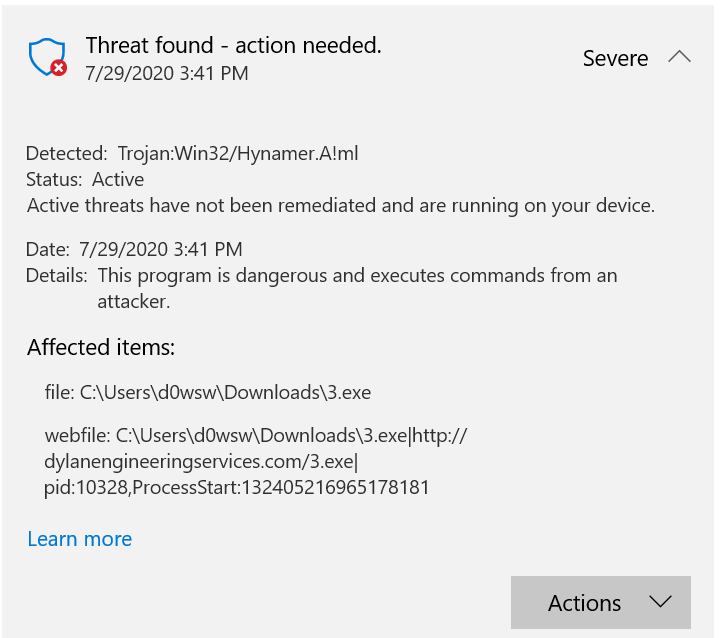 Threat found - action needed.
7/29/2020 3:41 PM
Severe
Detected: Trojan:Win32/Hynamer.A!ml
Status: Active
Active threats have not been remediated and are running on your device.
Date: 7/29/2020 3:41 PM
Details: This program is dangerous and executes commands from an
attacker.
Affected items:
file: C:\Users\d0wsw\Downloads\3.exe
webfile: C:\Users\d0wsw\Downloads\3.exe|http://
dylanengineeringservices.com/3.exe|
pid:10328,ProcessStart:132405216965178181
Learn more
Actions